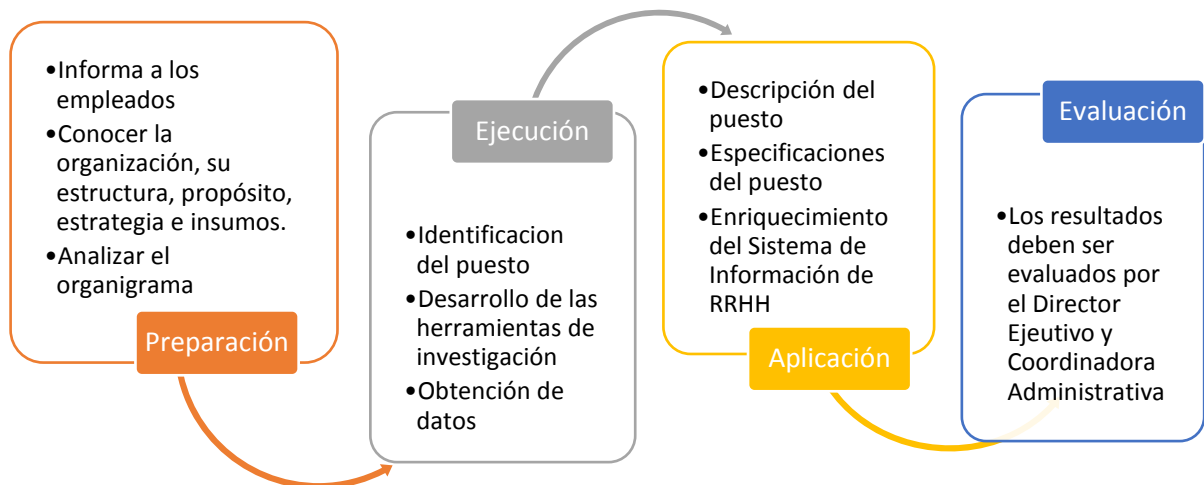 •Informa a los
empleados
•Conocer la
organización, su
estructura, propósito,
estrategia e insumos.
•Analizar el
organigrama
Preparación
Ejecución
•Identificacion
del puesto
•Desarrollo de las
herramientas de
investigación
•Obtención de
datos
•Descripción del
puesto
•Especificaciones
del puesto
•Enriquecimiento
del Sistema de
Información de
RRHH
Aplicación
Evaluación
•Los resultados
deben ser
evaluados por
el Director
Ejeutivo y
Coordinadora
Administrativa